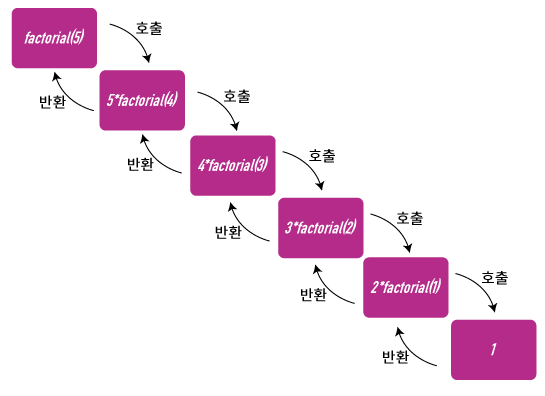 factorial(5)
호출
반환
5*factorial(4)
호출
반환
4*factorial(3)
호출
반환
3*factorial(2)
호출
반환
2*factorial(1)
호출
반환
1